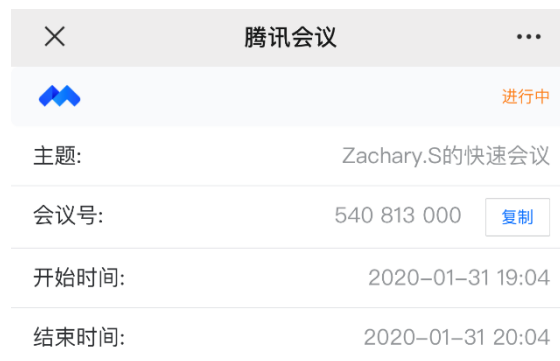 腾讯会议
进行中
主题: Zachary.S的快速会议
会议号: 540 813 000 复制
开始时间: 2020-01-31 19:04
结束时间: 2020-01-31 20:04